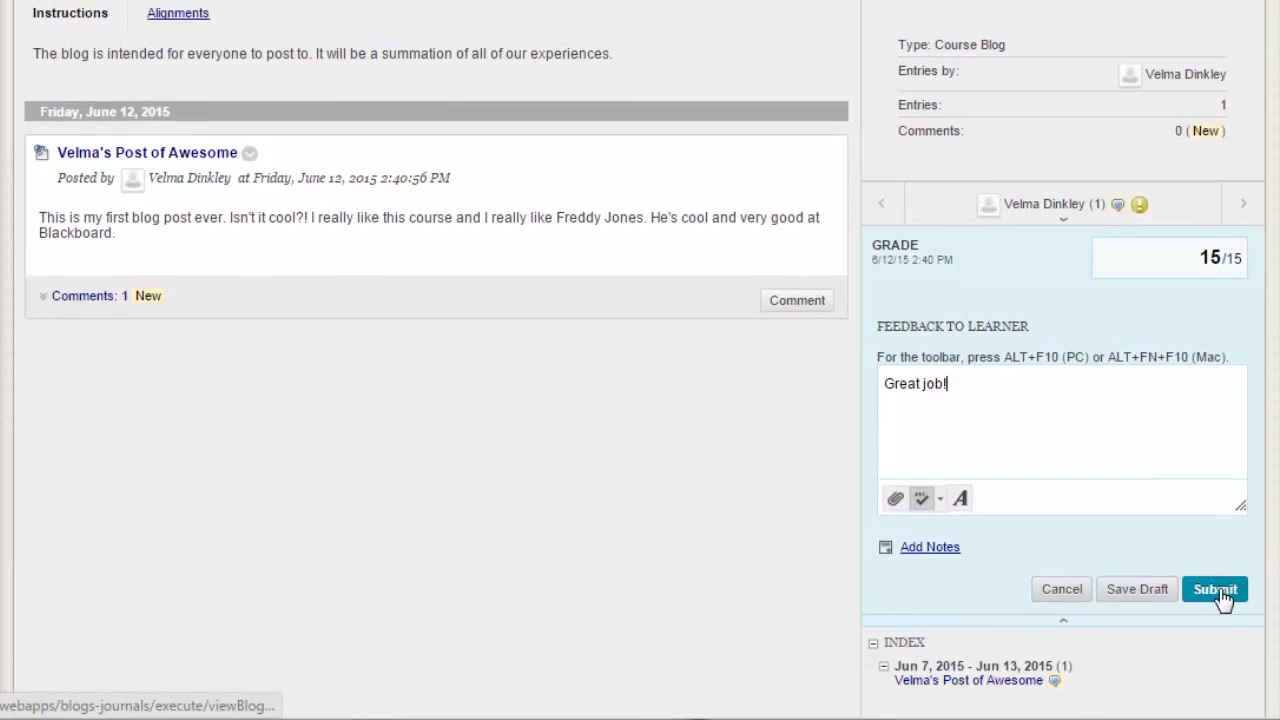 Instructions
Alignments
The blog is intended for everyone to post to. It will be a summation of all of our experiences.
Friday, June 12, 2015
Velma's Post of Awesome
Posted by Velma Dinkley at Friday, June 12, 2015 2:40:56 PM
This is my first blog post ever. Isn't it cool?! I really like this course and I really like Freddy Jones. He's cool and very good at
Blackboard.
Comments: 1 New
Comment
Type: Course Blog
Entries by: Velma Dinkley
Entries: 1
Comments: 0 ( New )
Velma Dinkley (1)
GRADE
6/12/15 2:40 PM
15/15
FEEDBACK TO LEARNER
For the toolbar, press ALT+F10 (PC) or ALT+FN+F10 (Mac).
Great job!
Add Notes
Cancel
Save Draft
Submit
INDEX
Jun 7, 2015 - Jun 13, 2015 (1)
Velma's Post of Awesome
webapps/blogs-journals/execute/viewBlog...